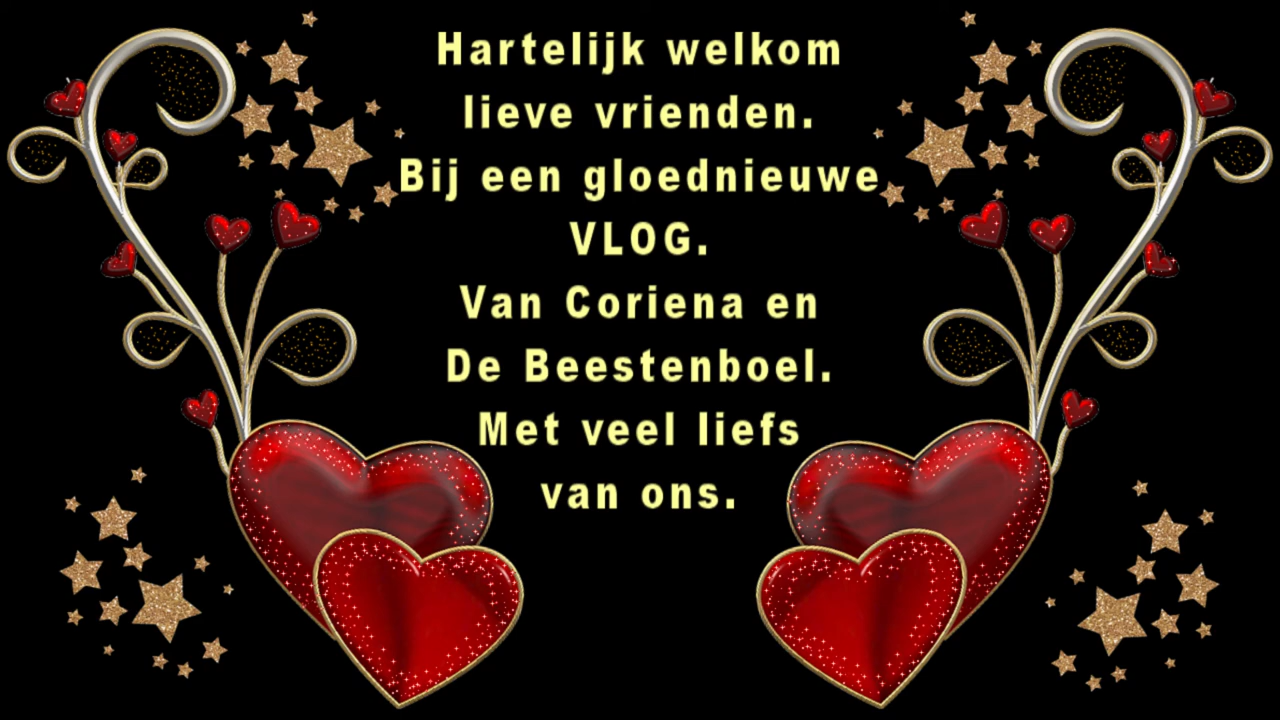 Hartelijk welkom
lieve vrienden.
Bij een gloednieuwe
VLOG.
Van Coriena en
De Beestenboel.
Met veel liefs
van ons.